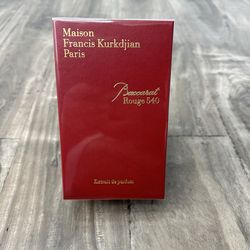 Maison
Francis Kurkdjian
Paris
Baccarat
Rouge 540
Extrait de parfum